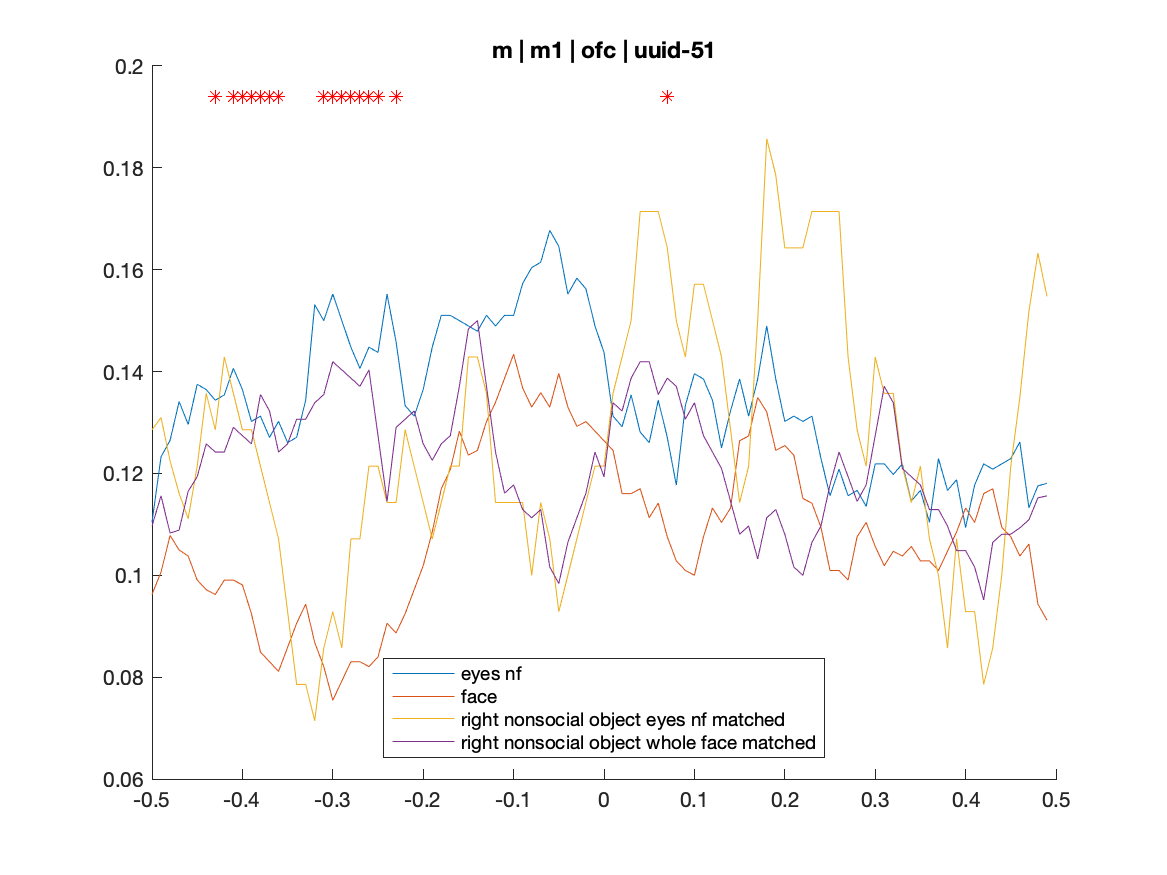 m | m1 | ofc | uuid-51
0.2
0.18
0.16
0.14
0.12
0.1
0.08
0.06
eyes nf
face
right nonsocial object eyes nf matched
right nonsocial object whole face matched
-0.5 -0.4 -0.3 -0.2 -0.1 0 0.1 0.2 0.3 0.4 0.5